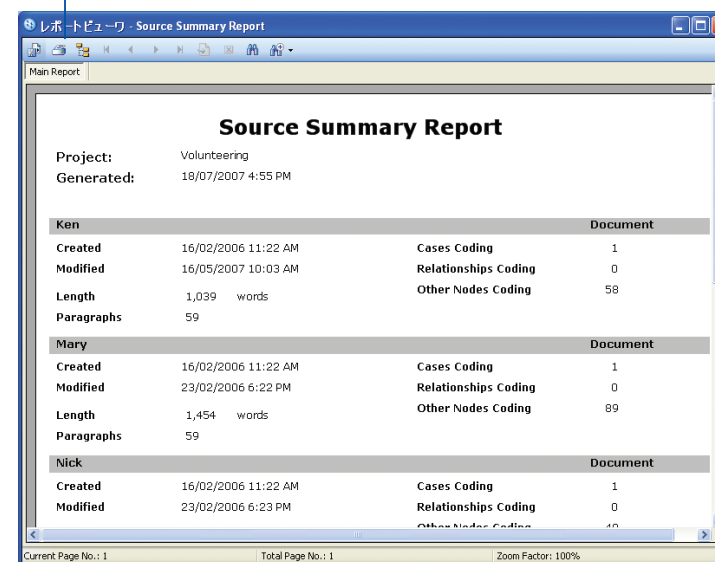 レポートビューワ - Source Summary Report
Main Report
Source Summary Report
Project: Volunteering
Generated: 18/07/2007 4:55 PM
Ken Document
Created 16/02/2006 11:22 AM Cases Coding 1
Modified 16/05/2007 10:03 AM Relationships Coding 0
Length 1,039 words Other Nodes Coding 58
Paragraphs 59
Mary Document
Created 16/02/2006 11:22 AM Cases Coding 1
Modified 23/02/2006 6:22 PM Relationships Coding 0
Length 1,454 words Other Nodes Coding 89
Paragraphs 59
Nick Document
Created 16/02/2006 11:22 AM Cases Coding 1
Modified 23/02/2006 6:23 PM Relationships Coding 0
Other Nodes Coding
Current Page No.: 1 Total Page No.: 1 Zoom Factor: 100%